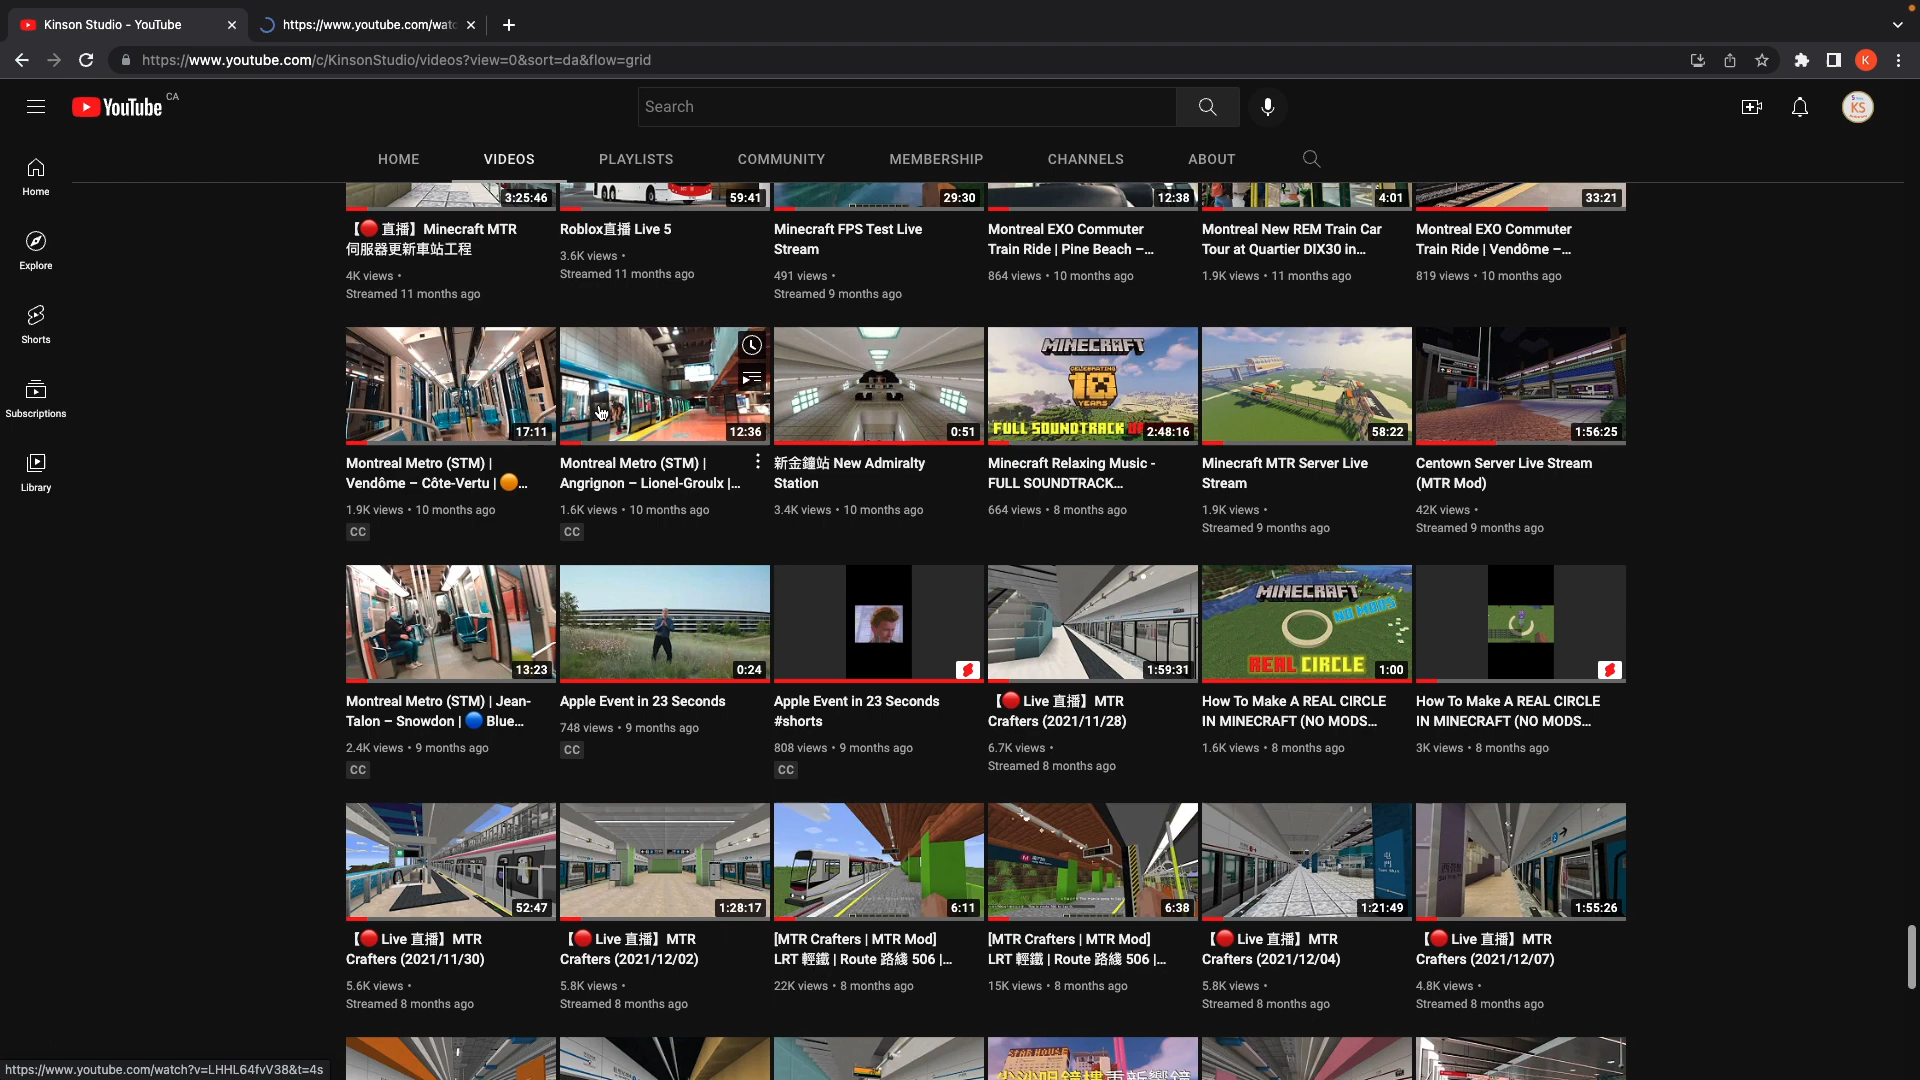 Kinson Studio - YouTube
https://www.youtube.com/watc
https://www.youtube.com/c/KinsonStudio/videos?view=0&sort=da&flow=grid
K
YouTube CA
Search
KS
HOME VIDEOS PLAYLISTS COMMUNITY MEMBERSHIP CHANNELS ABOUT
Home
Explore
Shorts
Subscriptions
Library
3:25:46
【🔴 直播】Minecraft MTR
伺服器更新車站工程
4K views •
Streamed 11 months ago
59:41
Roblox直播 Live 5
3.6K views •
Streamed 11 months ago
29:30
Minecraft FPS Test Live
Stream
491 views •
Streamed 9 months ago
12:38
Montreal EXO Commuter
Train Ride | Pine Beach –...
864 views • 10 months ago
4:01
Montreal New REM Train Car
Tour at Quartier DIX30 in...
1.9K views • 11 months ago
33:21
Montreal EXO Commuter
Train Ride | Vendôme –...
819 views • 10 months ago
17:11
Montreal Metro (STM) |
Vendôme – Côte-Vertu | 🟠...
1.9K views • 10 months ago
CC
12:36
Montreal Metro (STM) |
Angrignon – Lionel-Groulx |...
1.6K views • 10 months ago
CC
0:51
新金鐘站 New Admiralty
Station
3.4K views • 10 months ago
MINECRAFT
CELEBRATING
10
YEARS
FULL SOUNDTRACK
2:48:16
Minecraft Relaxing Music -
FULL SOUNDTRACK...
664 views • 8 months ago
58:22
Minecraft MTR Server Live
Stream
1.9K views •
Streamed 9 months ago
1:56:25
Centown Server Live Stream
(MTR Mod)
42K views •
Streamed 9 months ago
13:23
Montreal Metro (STM) | Jean-
Talon – Snowdon | 🔵 Blue...
2.4K views • 9 months ago
CC
0:24
Apple Event in 23 Seconds
748 views • 9 months ago
CC
Apple Event in 23 Seconds
#shorts
808 views • 9 months ago
CC
1:59:31
【🔴 Live 直播】MTR
Crafters (2021/11/28)
6.7K views •
Streamed 8 months ago
MINECRAFT
NO MODS
REAL CIRCLE
1:00
How To Make A REAL CIRCLE
IN MINECRAFT (NO MODS...
1.6K views • 8 months ago
How To Make A REAL CIRCLE
IN MINECRAFT (NO MODS...
3K views • 8 months ago
52:47
【🔴 Live 直播】MTR
Crafters (2021/11/30)
5.6K views •
Streamed 8 months ago
1:28:17
【🔴 Live 直播】MTR
Crafters (2021/12/02)
5.8K views •
Streamed 8 months ago
6:11
[MTR Crafters | MTR Mod]
LRT 輕鐵 | Route 路綫 506 |...
22K views • 8 months ago
6:38
[MTR Crafters | MTR Mod]
LRT 輕鐵 | Route 路綫 506 |...
15K views • 8 months ago
屯門
1:21:49
【🔴 Live 直播】MTR
Crafters (2021/12/04)
5.8K views •
Streamed 8 months ago
1:55:26
【🔴 Live 直播】MTR
Crafters (2021/12/07)
4.8K views •
Streamed 8 months ago
STAR HOUSE
https://www.youtube.com/watch?v=LHHL64fvV38&t=4s